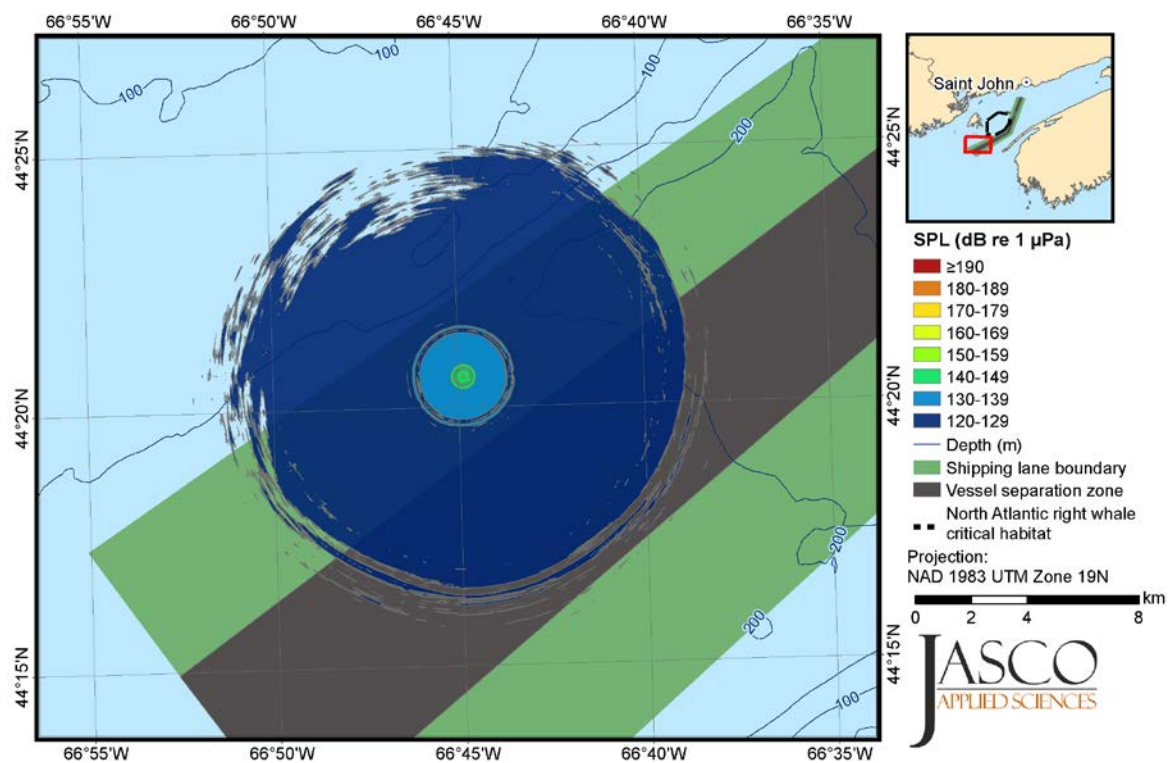 66°55'W 66°50'W 66°45'W 66°40'W 66°35'W
44°25'N
44°20'N
44°15'N
100
100
100
200
200
200
100
44°25'N
44°20'N
44°15'N
66°55'W 66°50'W 66°45'W 66°40'W 66°35'W
Saint John
SPL (dB re 1 µPa)
≥190
180-189
170-179
160-169
150-159
140-149
130-139
120-129
Depth (m)
Shipping lane boundary
Vessel separation zone
North Atlantic right whale
critical habitat
Projection:
NAD 1983 UTM Zone 19N
km
0 2 4 8
JASCO
APPLIED SCIENCES